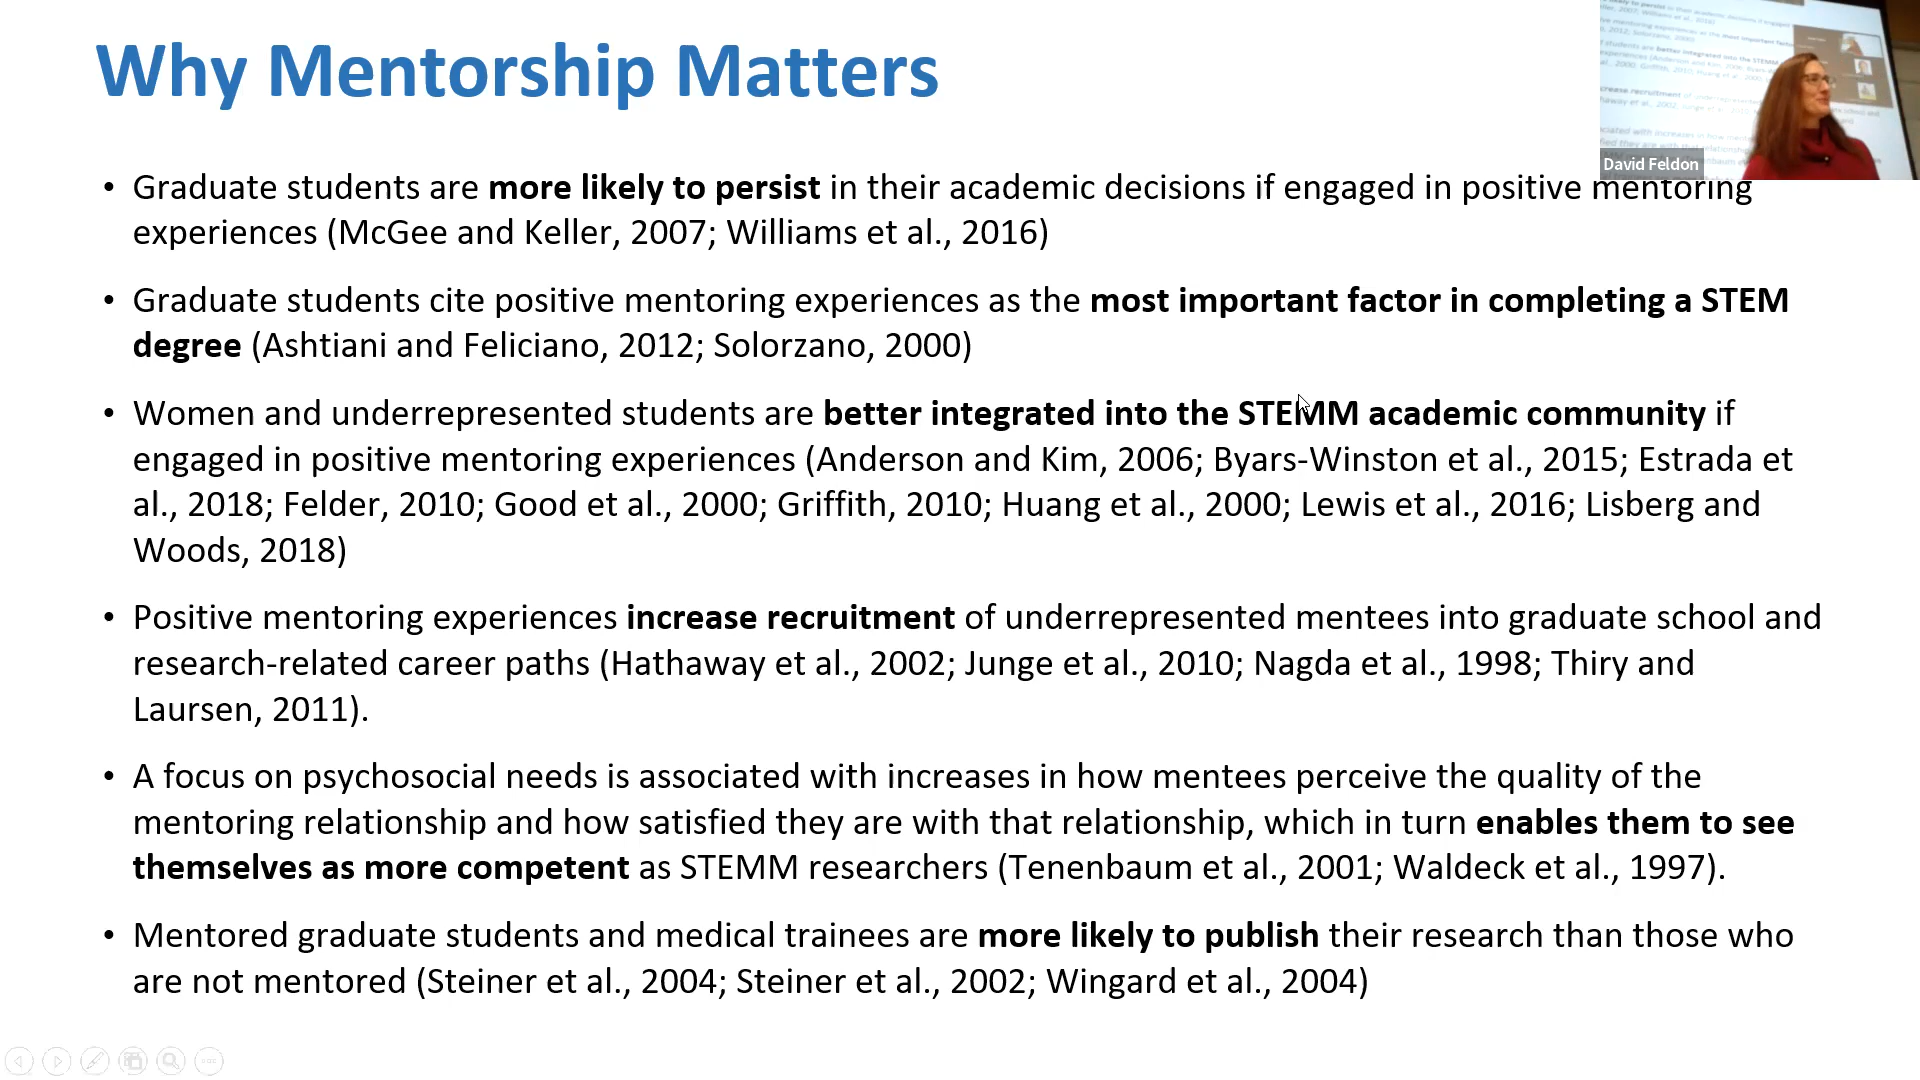 Why Mentorship Matters
David Feldon
• Graduate students are more likely to persist in their academic decisions if engaged in positive mentoring
experiences (McGee and Keller, 2007; Williams et al., 2016)
• Graduate students cite positive mentoring experiences as the most important factor in completing a STEM
degree (Ashtiani and Feliciano, 2012; Solorzano, 2000)
• Women and underrepresented students are better integrated into the STEMM academic community if
engaged in positive mentoring experiences (Anderson and Kim, 2006; Byars-Winston et al., 2015; Estrada et
al., 2018; Felder, 2010; Good et al., 2000; Griffith, 2010; Huang et al., 2000; Lewis et al., 2016; Lisberg and
Woods, 2018)
• Positive mentoring experiences increase recruitment of underrepresented mentees into graduate school and
research-related career paths (Hathaway et al., 2002; Junge et al., 2010; Nagda et al., 1998; Thiry and
Laursen, 2011).
• A focus on psychosocial needs is associated with increases in how mentees perceive the quality of the
mentoring relationship and how satisfied they are with that relationship, which in turn enables them to see
themselves as more competent as STEMM researchers (Tenenbaum et al., 2001; Waldeck et al., 1997).
• Mentored graduate students and medical trainees are more likely to publish their research than those who
are not mentored (Steiner et al., 2004; Steiner et al., 2002; Wingard et al., 2004)